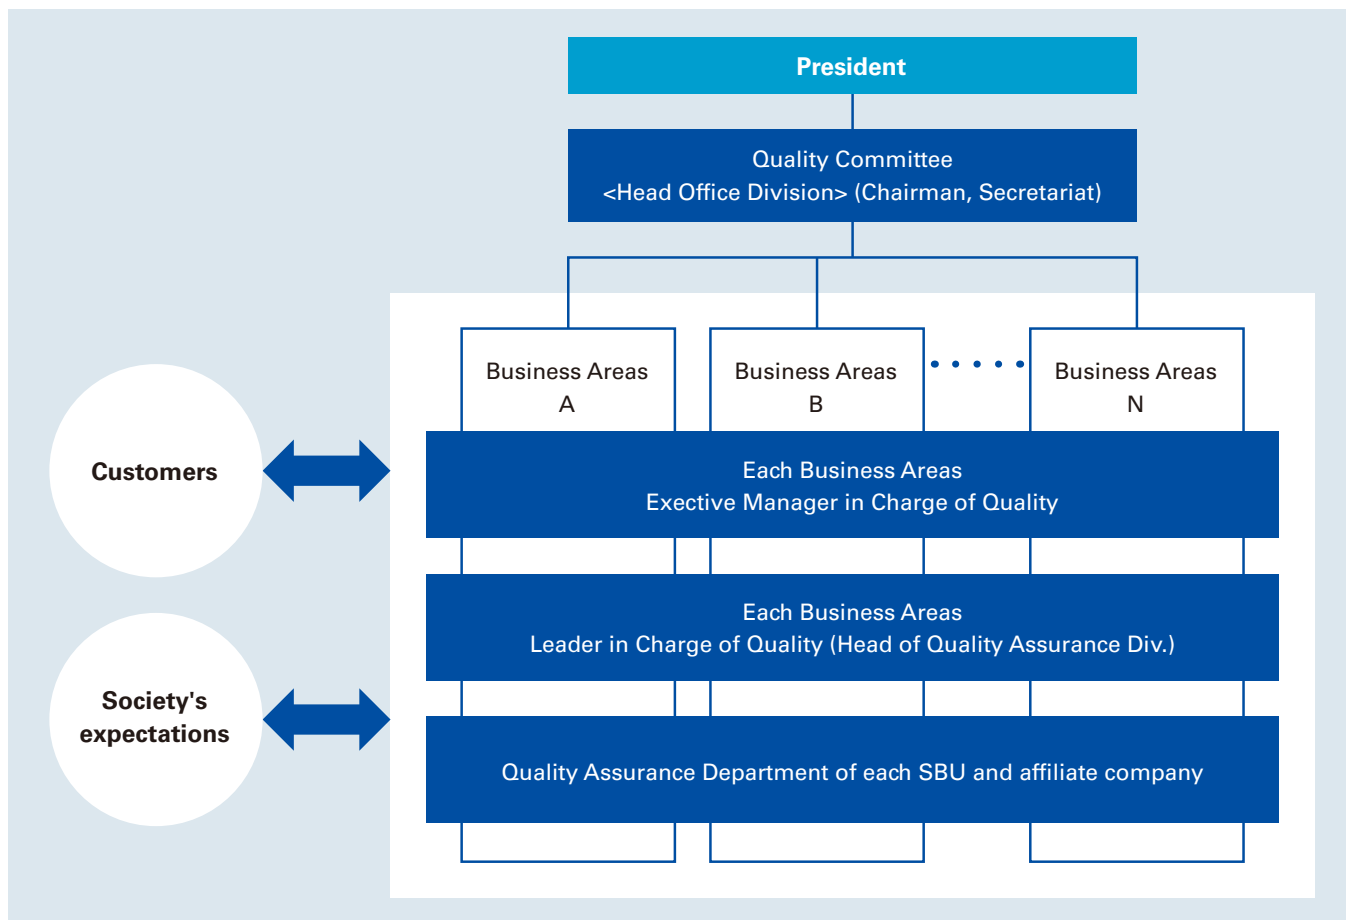 President
Quality Committee
<Head Office Division> (Chairman, Secretariat)
Business Areas
A
Business Areas
B
Business Areas
N
Customers
Each Business Areas
Exective Manager in Charge of Quality
Each Business Areas
Leader in Charge of Quality (Head of Quality Assurance Div.)
Society's
expectations
Quality Assurance Department of each SBU and affiliate company